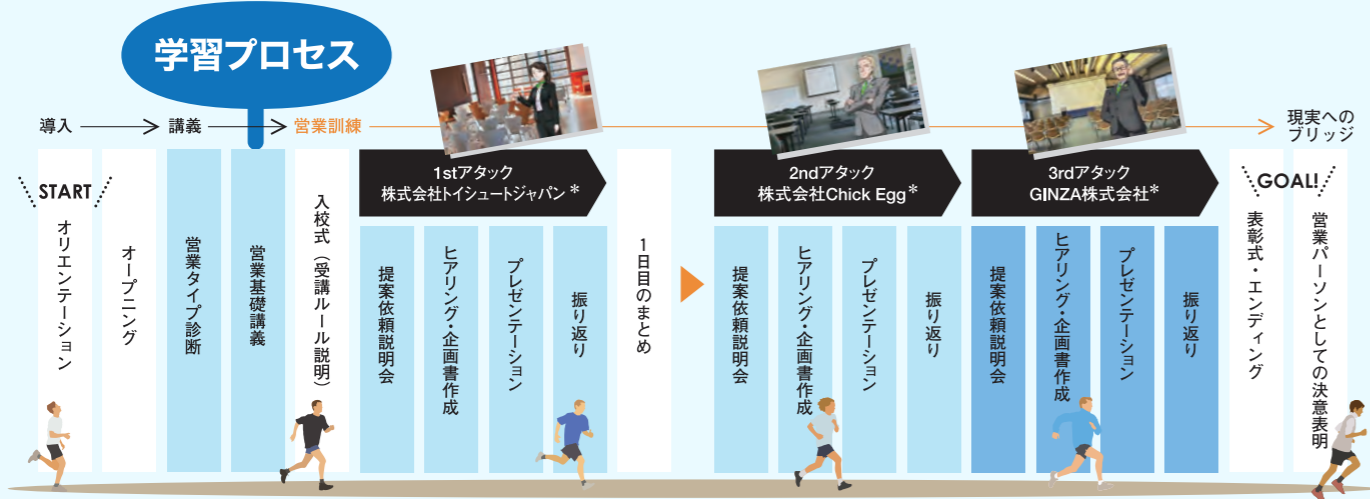 学習プロセス
導入
講義
営業訓練
現実への
ブリッジ
START
オリエンテーション
オープニング
営業タイプ診断
営業基礎講義
入校式（受講ルール説明）
1stアタック
株式会社トイシュートジャパン*
提案依頼説明会
ヒアリング・企画書作成
プレゼンテーション
振り返り
1日目のまとめ
2ndアタック
株式会社Chick Egg*
提案依頼説明会
ヒアリング・企画書作成
プレゼンテーション
振り返り
3rdアタック
GINZA株式会社*
提案依頼説明会
ヒアリング・企画書作成
プレゼンテーション
振り返り
GOAL!
表彰式・エンディング
営業パーソンとしての決意表明